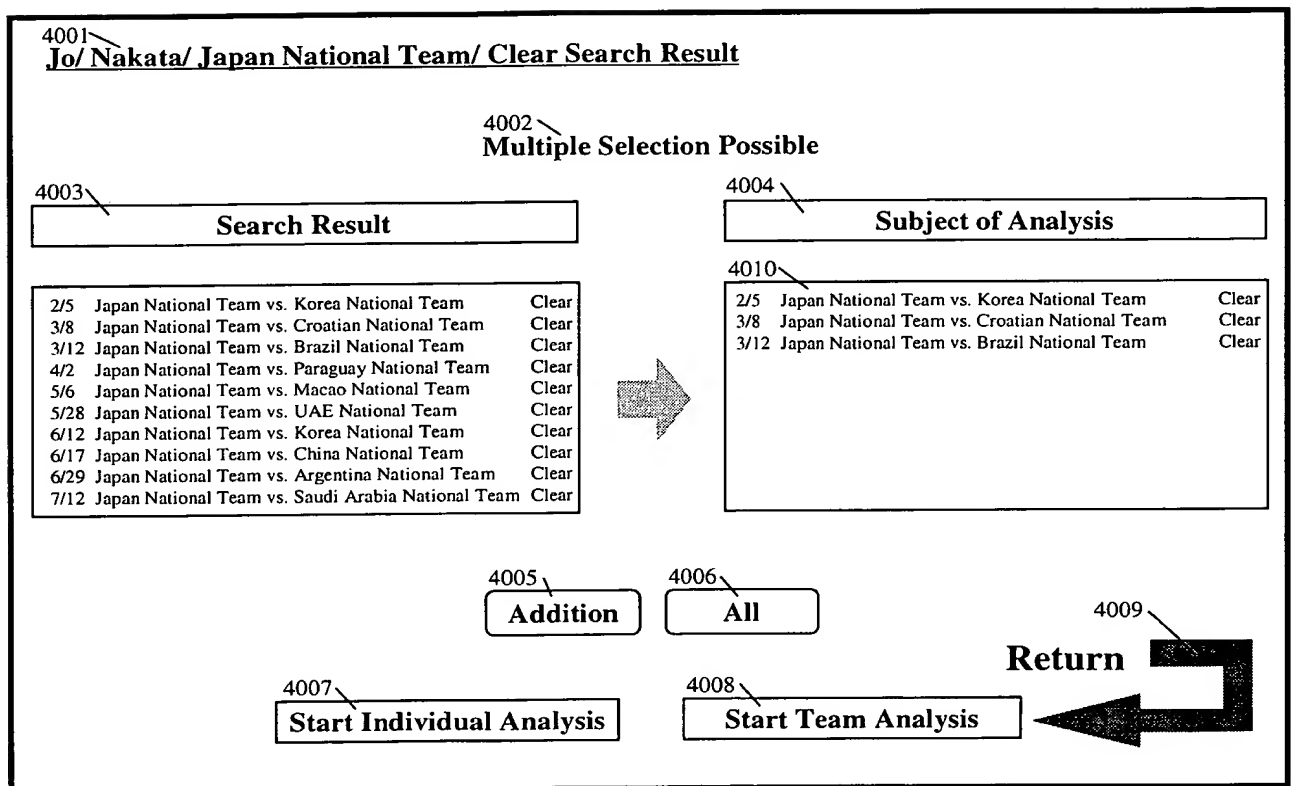 4001
Jo/ Nakata/ Japan National Team/ Clear Search Result
4002
Multiple Selection Possible
4003
Search Result
2/5 Japan National Team vs. Korea National Team Clear
3/8 Japan National Team vs. Croatian National Team Clear
3/12 Japan National Team vs. Brazil National Team Clear
4/2 Japan National Team vs. Paraguay National Team Clear
5/6 Japan National Team vs. Macao National Team Clear
5/28 Japan National Team vs. UAE National Team Clear
6/12 Japan National Team vs. Korea National Team Clear
6/17 Japan National Team vs. China National Team Clear
6/29 Japan National Team vs. Argentina National Team Clear
7/12 Japan National Team vs. Saudi Arabia National Team Clear
4004
Subject of Analysis
4010
2/5 Japan National Team vs. Korea National Team Clear
3/8 Japan National Team vs. Croatian National Team Clear
3/12 Japan National Team vs. Brazil National Team Clear
4005
Addition
4006
All
4009
Return
4007
Start Individual Analysis
4008
Start Team Analysis